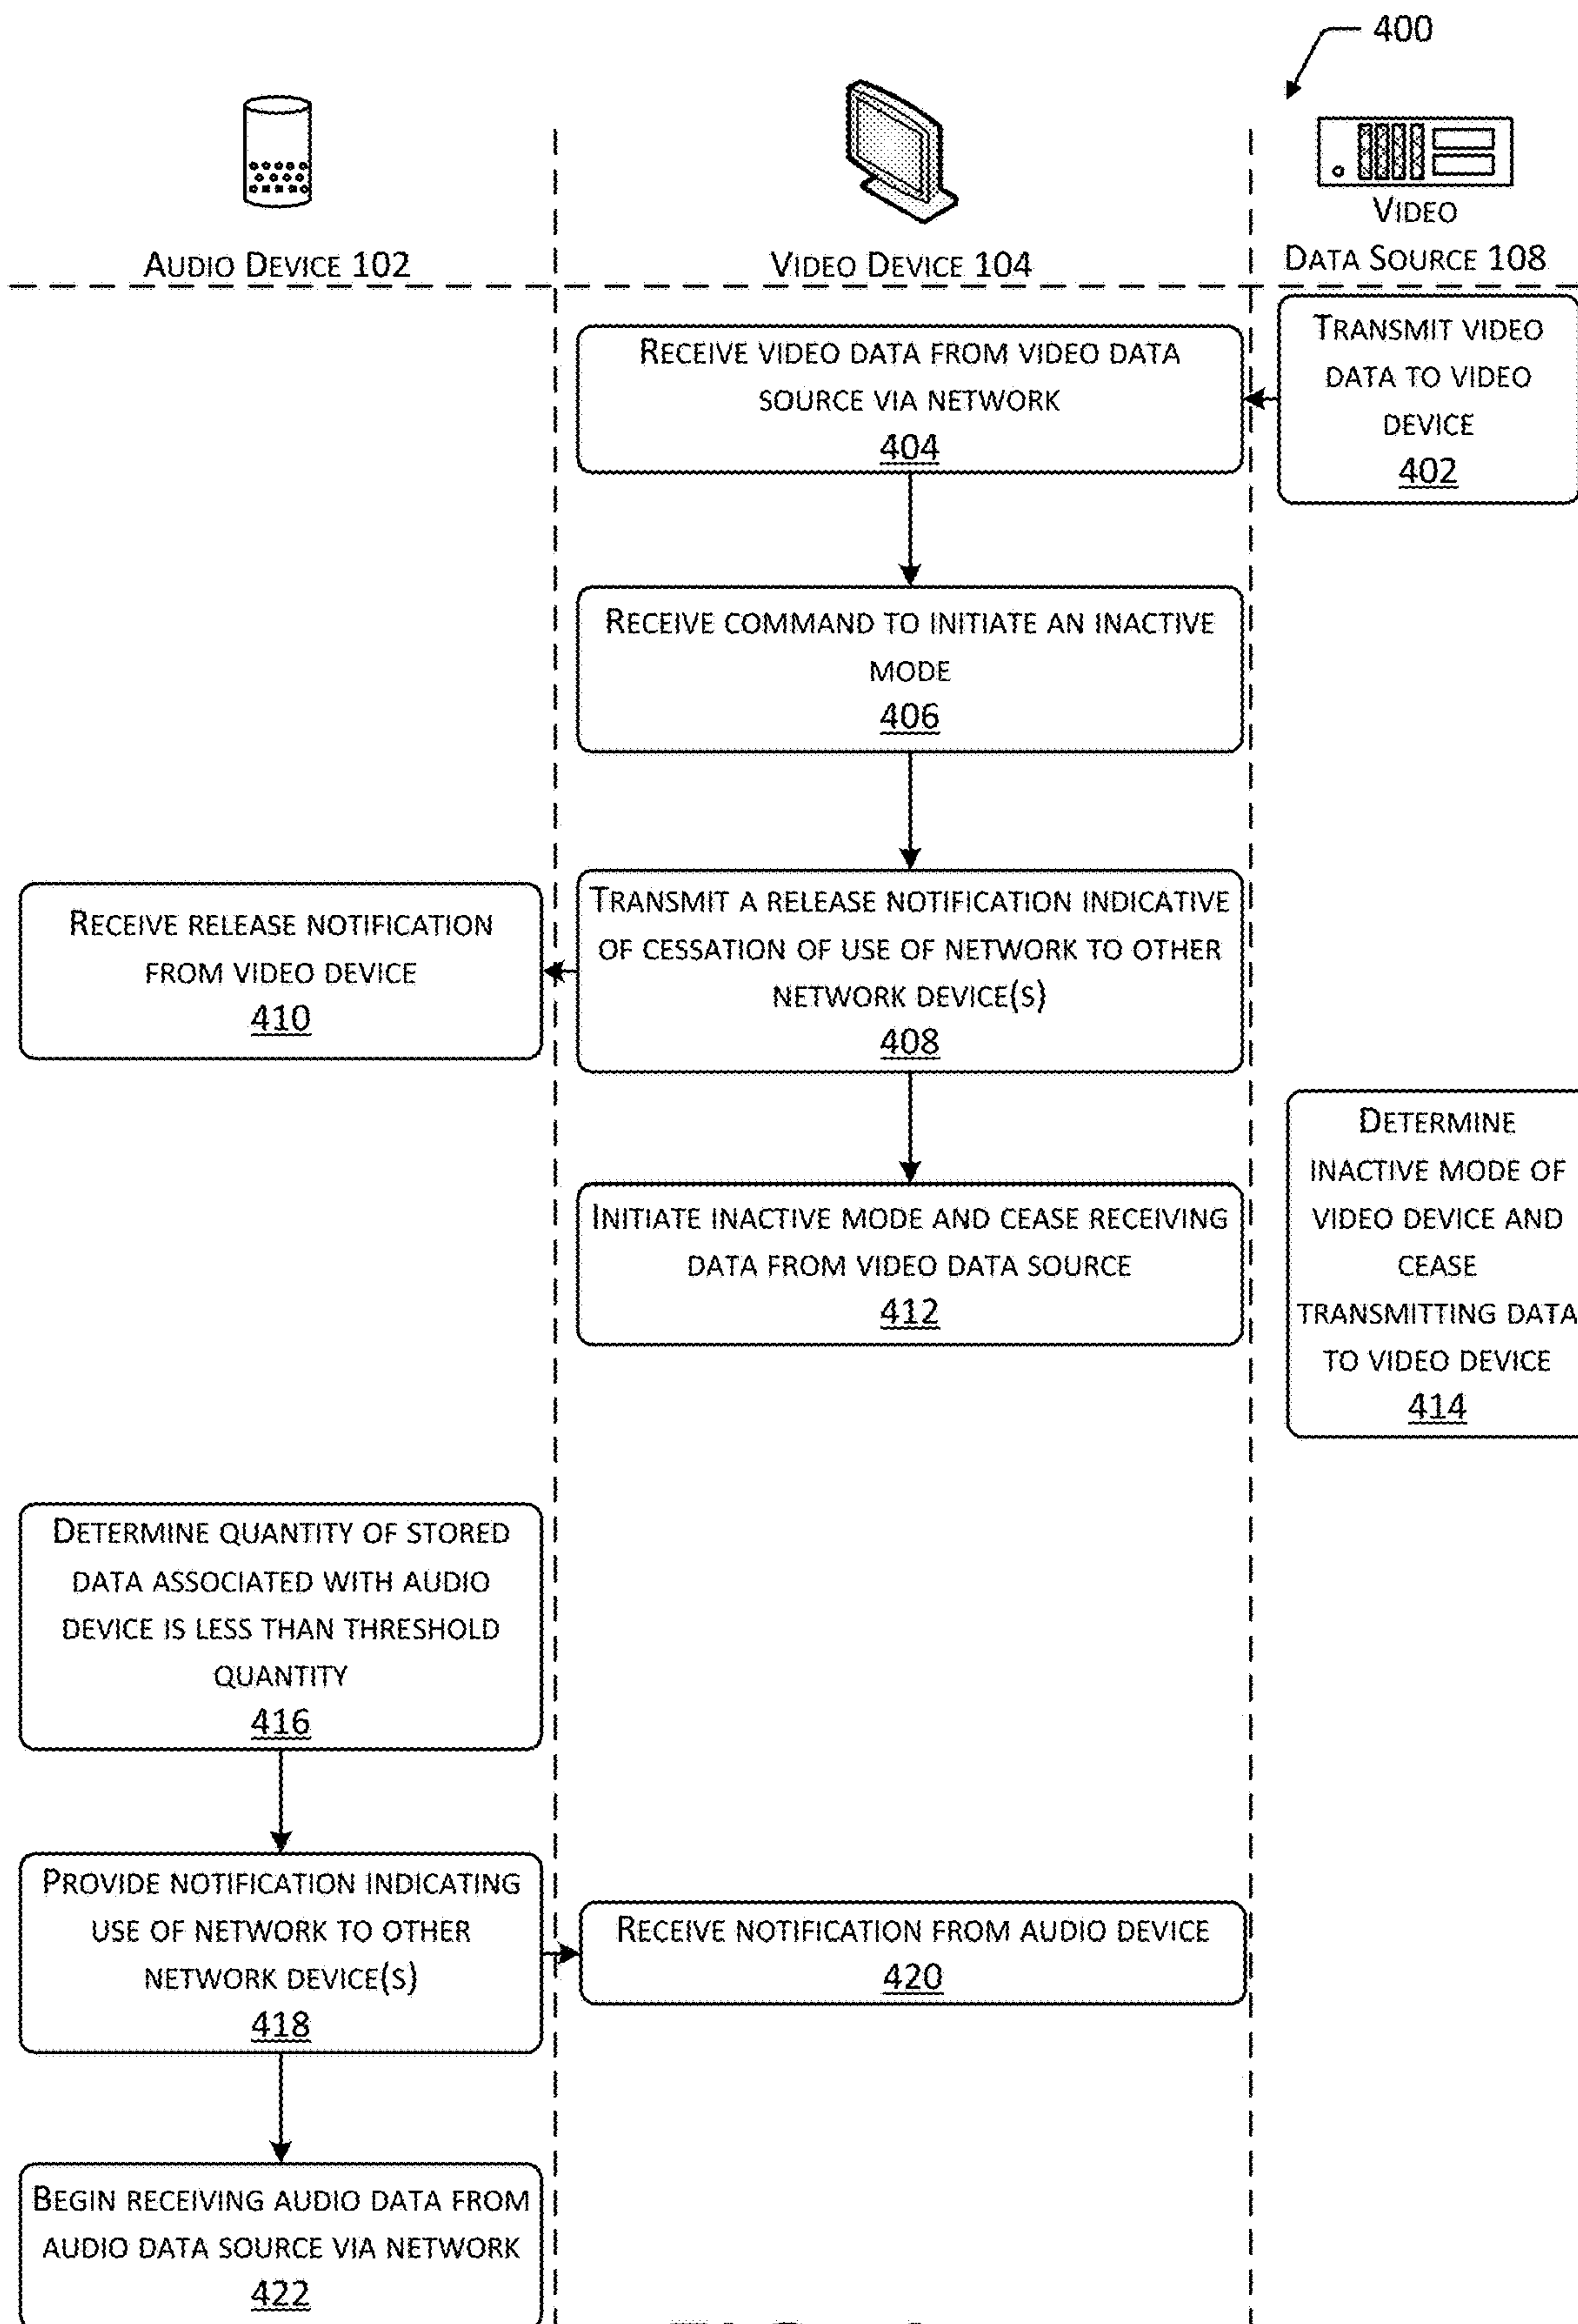 400
AUDIO DEVICE 102
VIDEO DEVICE 104
VIDEO
DATA SOURCE 108
TRANSMIT VIDEO
DATA TO VIDEO
DEVICE
402
RECEIVE VIDEO DATA FROM VIDEO DATA
SOURCE VIA NETWORK
404
RECEIVE COMMAND TO INITIATE AN INACTIVE
MODE
406
TRANSMIT A RELEASE NOTIFICATION INDICATIVE
OF CESSATION OF USE OF NETWORK TO OTHER
NETWORK DEVICE(S)
408
RECEIVE RELEASE NOTIFICATION
FROM VIDEO DEVICE
410
INITIATE INACTIVE MODE AND CEASE RECEIVING
DATA FROM VIDEO DATA SOURCE
412
DETERMINE
INACTIVE MODE OF
VIDEO DEVICE AND
CEASE
TRANSMITTING DATA
TO VIDEO DEVICE
414
DETERMINE QUANTITY OF STORED
DATA ASSOCIATED WITH AUDIO
DEVICE IS LESS THAN THRESHOLD
QUANTITY
416
PROVIDE NOTIFICATION INDICATING
USE OF NETWORK TO OTHER
NETWORK DEVICE(S)
418
RECEIVE NOTIFICATION FROM AUDIO DEVICE
420
BEGIN RECEIVING AUDIO DATA FROM
AUDIO DATA SOURCE VIA NETWORK
422